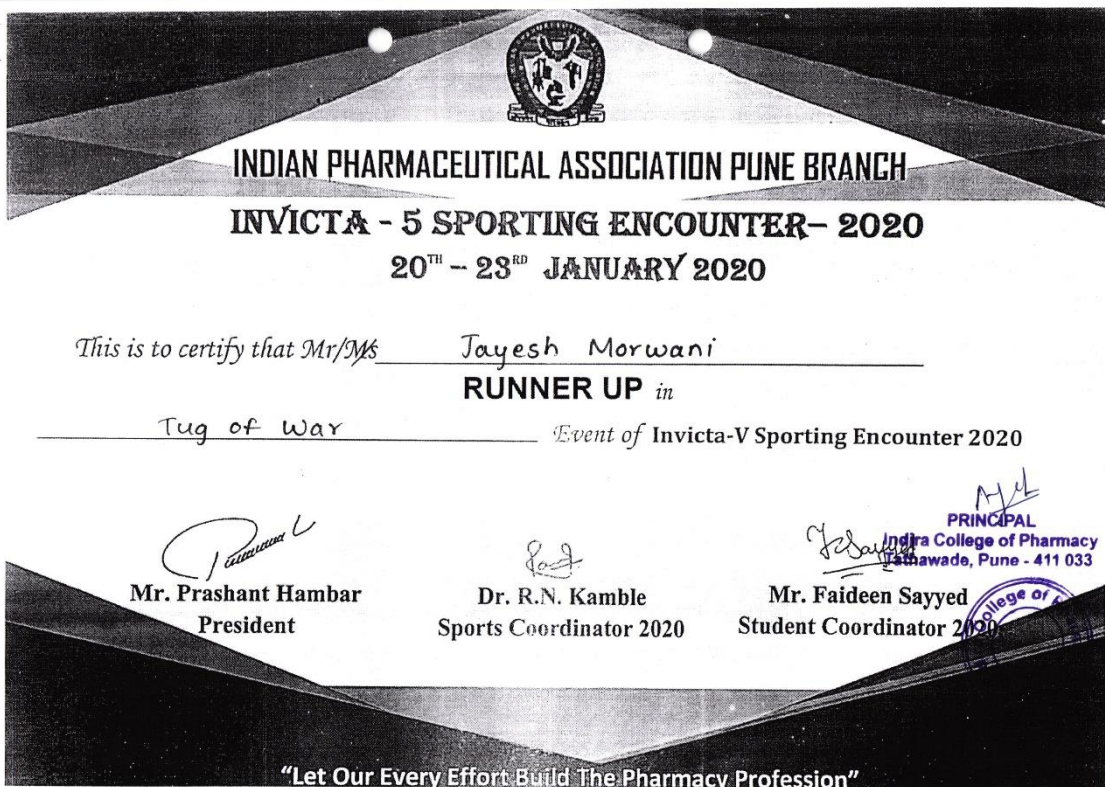 INDIAN PHARMACEUTICAL ASSOCIATION PUNE BRANCH
INVICTA - 5 SPORTING ENCOUNTER– 2020
20TH – 23RD JANUARY 2020
This is to certify that Mr/Ms Jayesh Morwani
RUNNER UP in
Tug of War Event of Invicta-V Sporting Encounter 2020
PRINCIPAL
Indira College of Pharmacy
Tathawade, Pune - 411 033
Mr. Prashant Hambar
President
Dr. R.N. Kamble
Sports Coordinator 2020
Mr. Faideen Sayyed
Student Coordinator 2020
College of
"Let Our Every Effort Build The Pharmacy Profession"